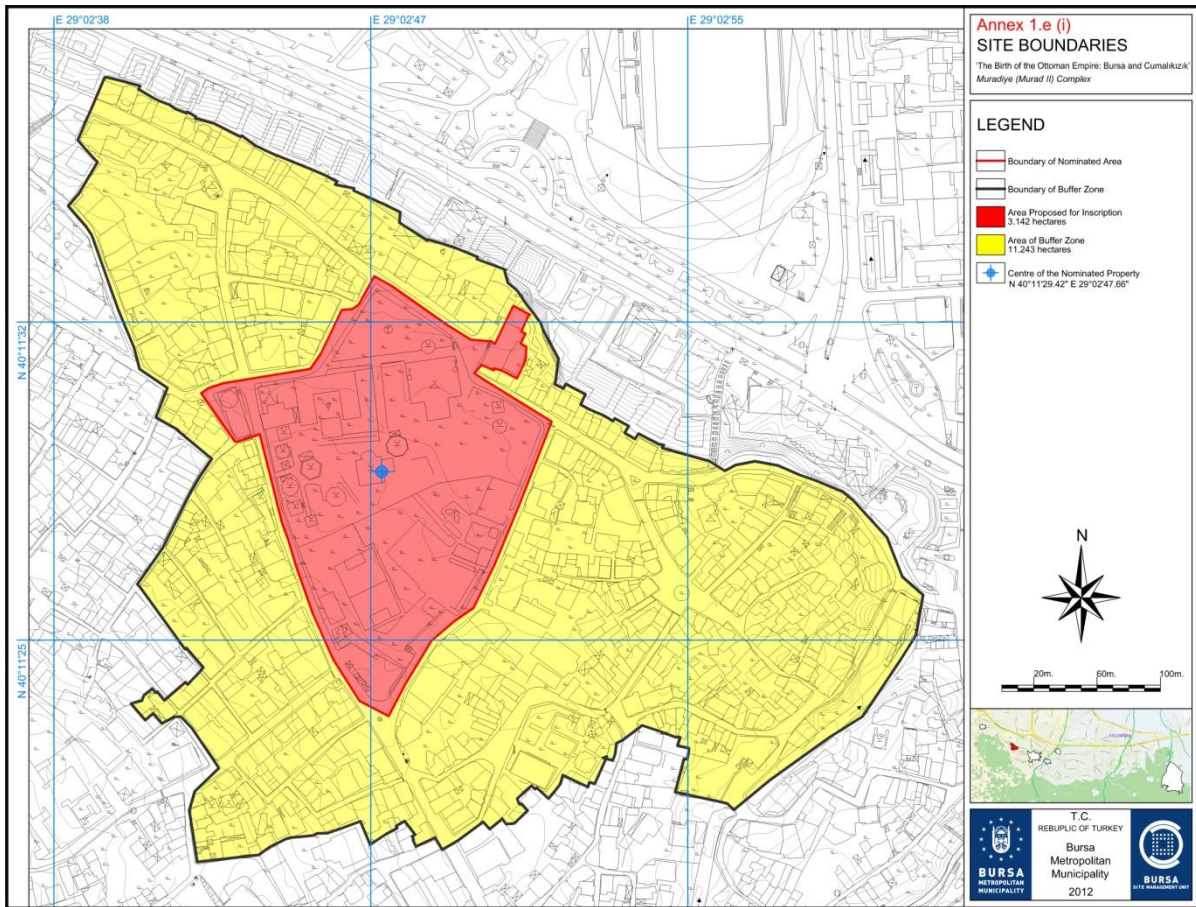 E 29°02'38
E 29°02'47
E 29°02'55
N 40°11'32
N 40°11'25
Annex 1.e (i)
SITE BOUNDARIES
'The Birth of the Ottoman Empire: Bursa and Cumalıkızık'
Muradiye (Murad II) Complex
LEGEND
Boundary of Nominated Area
Boundary of Buffer Zone
Area Proposed for Inscription
3.142 hectares
Area of Buffer Zone
11.243 hectares
Centre of the Nominated Property
N 40°11'29.42" E 29°02'47.66"
N
20m. 60m. 100m.
BURSA
METROPOLITAN
MUNICIPALITY
T.C.
REBUPLIC OF TURKEY
Bursa
Metropolitan
Municipality
2012
BURSA
SITE MANAGEMENT UNIT